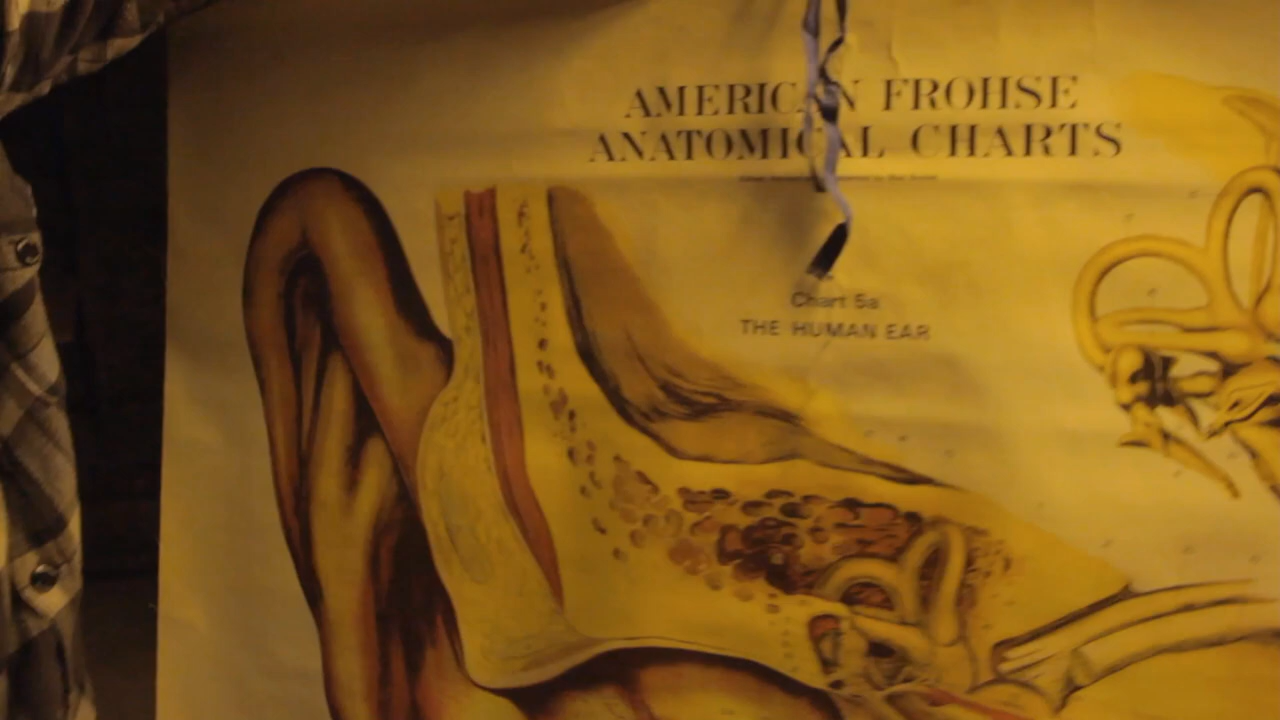 AMERICAN FROHSE
ANATOMICAL CHARTS
Chart 5a
THE HUMAN EAR